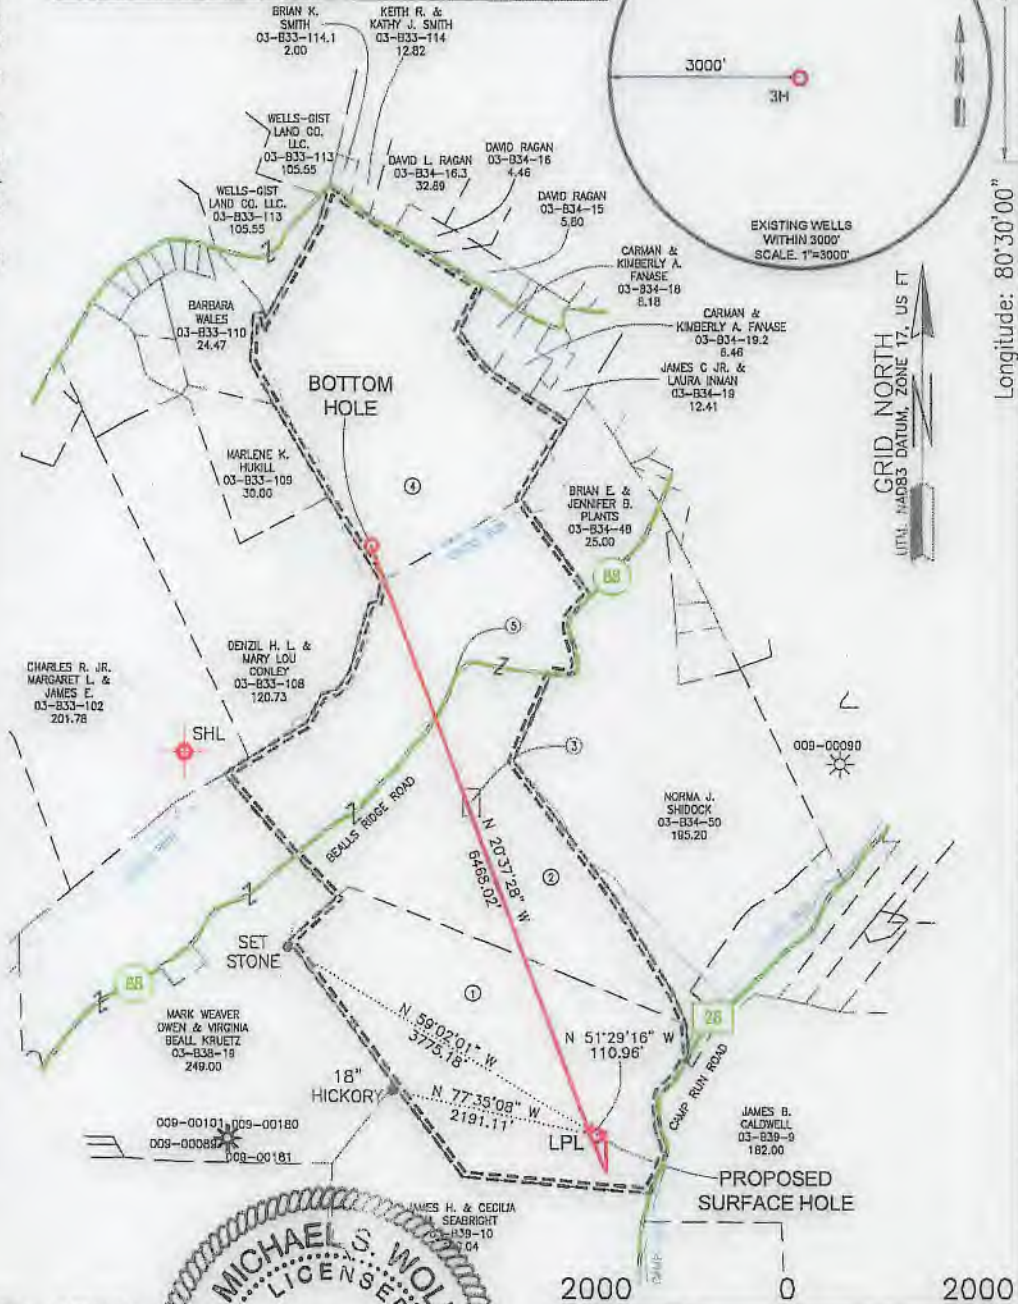 BRIAN K.
SMITH
03-B33-114.1
2.00
KEITH R. &
KATHY J. SMITH
03-B33-114
12.82
3000'
3H
N
EXISTING WELLS
WITHIN 3000'
SCALE. 1"=3000'
Longitude: 80°30'00"
GRID NORTH
UTM, NAD83 DATUM, ZONE 17, US FT
WELLS-GIST
LAND CO.
LLC.
03-B33-113
105.55
WELLS-GIST
LAND CO. LLC.
03-B33-113
105.55
DAVID L. RAGAN
03-B34-16.3
32.89
DAVID RAGAN
03-B34-16
4.46
DAVID RAGAN
03-B34-15
5.80
CARMAN &
KIMBERLY A.
FANASE
03-B34-18
6.18
CARMAN &
KIMBERLY A. FANASE
03-B34-19.2
6.46
JAMES C JR. &
LAURA INMAN
03-B34-19
12.41
BARBARA
WALES
03-B33-110
24.47
BOTTOM
HOLE
MARLENE K.
HUKILL
03-B33-109
30.00
4
BRIAN E. &
JENNIFER B.
PLANTS
03-B34-48
25.00
88
5
Z
DENZIL H. L &
MARY LOU
CONLEY
03-B33-108
120.73
CHARLES R. JR.
MARGARET L. &
JAMES E.
03-B33-102
201.78
SHL
3
009-00090
NORMA J.
SHIDOCK
03-B34-50
195.20
BEALLS RIDGE ROAD
N 20°37'28" W
6468.02'
2
SET
STONE
1
88
MARK WEAVER
OWEN & VIRGINIA
BEALL KRUETZ
03-B38-19
249.00
N 59°02'01" W
3775.18'
N 51°29'16" W
110.96'
28
CAMP RUN ROAD
18"
HICKORY
N 77°35'08" W
2191.11'
LPL
JAMES B.
CALDWELL
03-B39-9
182.00
009-00101
009-00180
009-00089
009-00181
PROPOSED
SURFACE HOLE
JAMES H. & CECILIA
SEABRIGHT
CAMP
MICHAEL S.
LICENSE
2000 0 2000